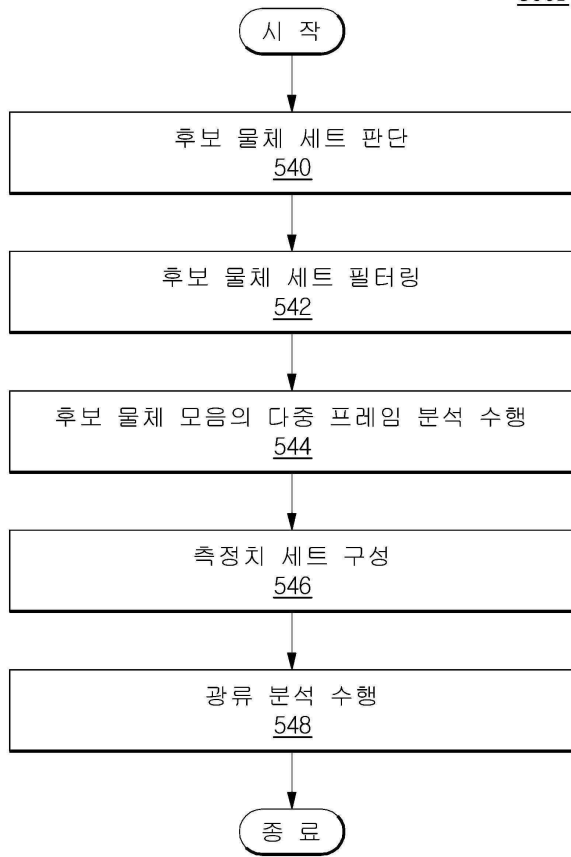 시 작
후보 물체 세트 판단
540
후보 물체 세트 필터링
542
후보 물체 모음의 다중 프레임 분석 수행
544
측정치 세트 구성
546
광류 분석 수행
548
종 료